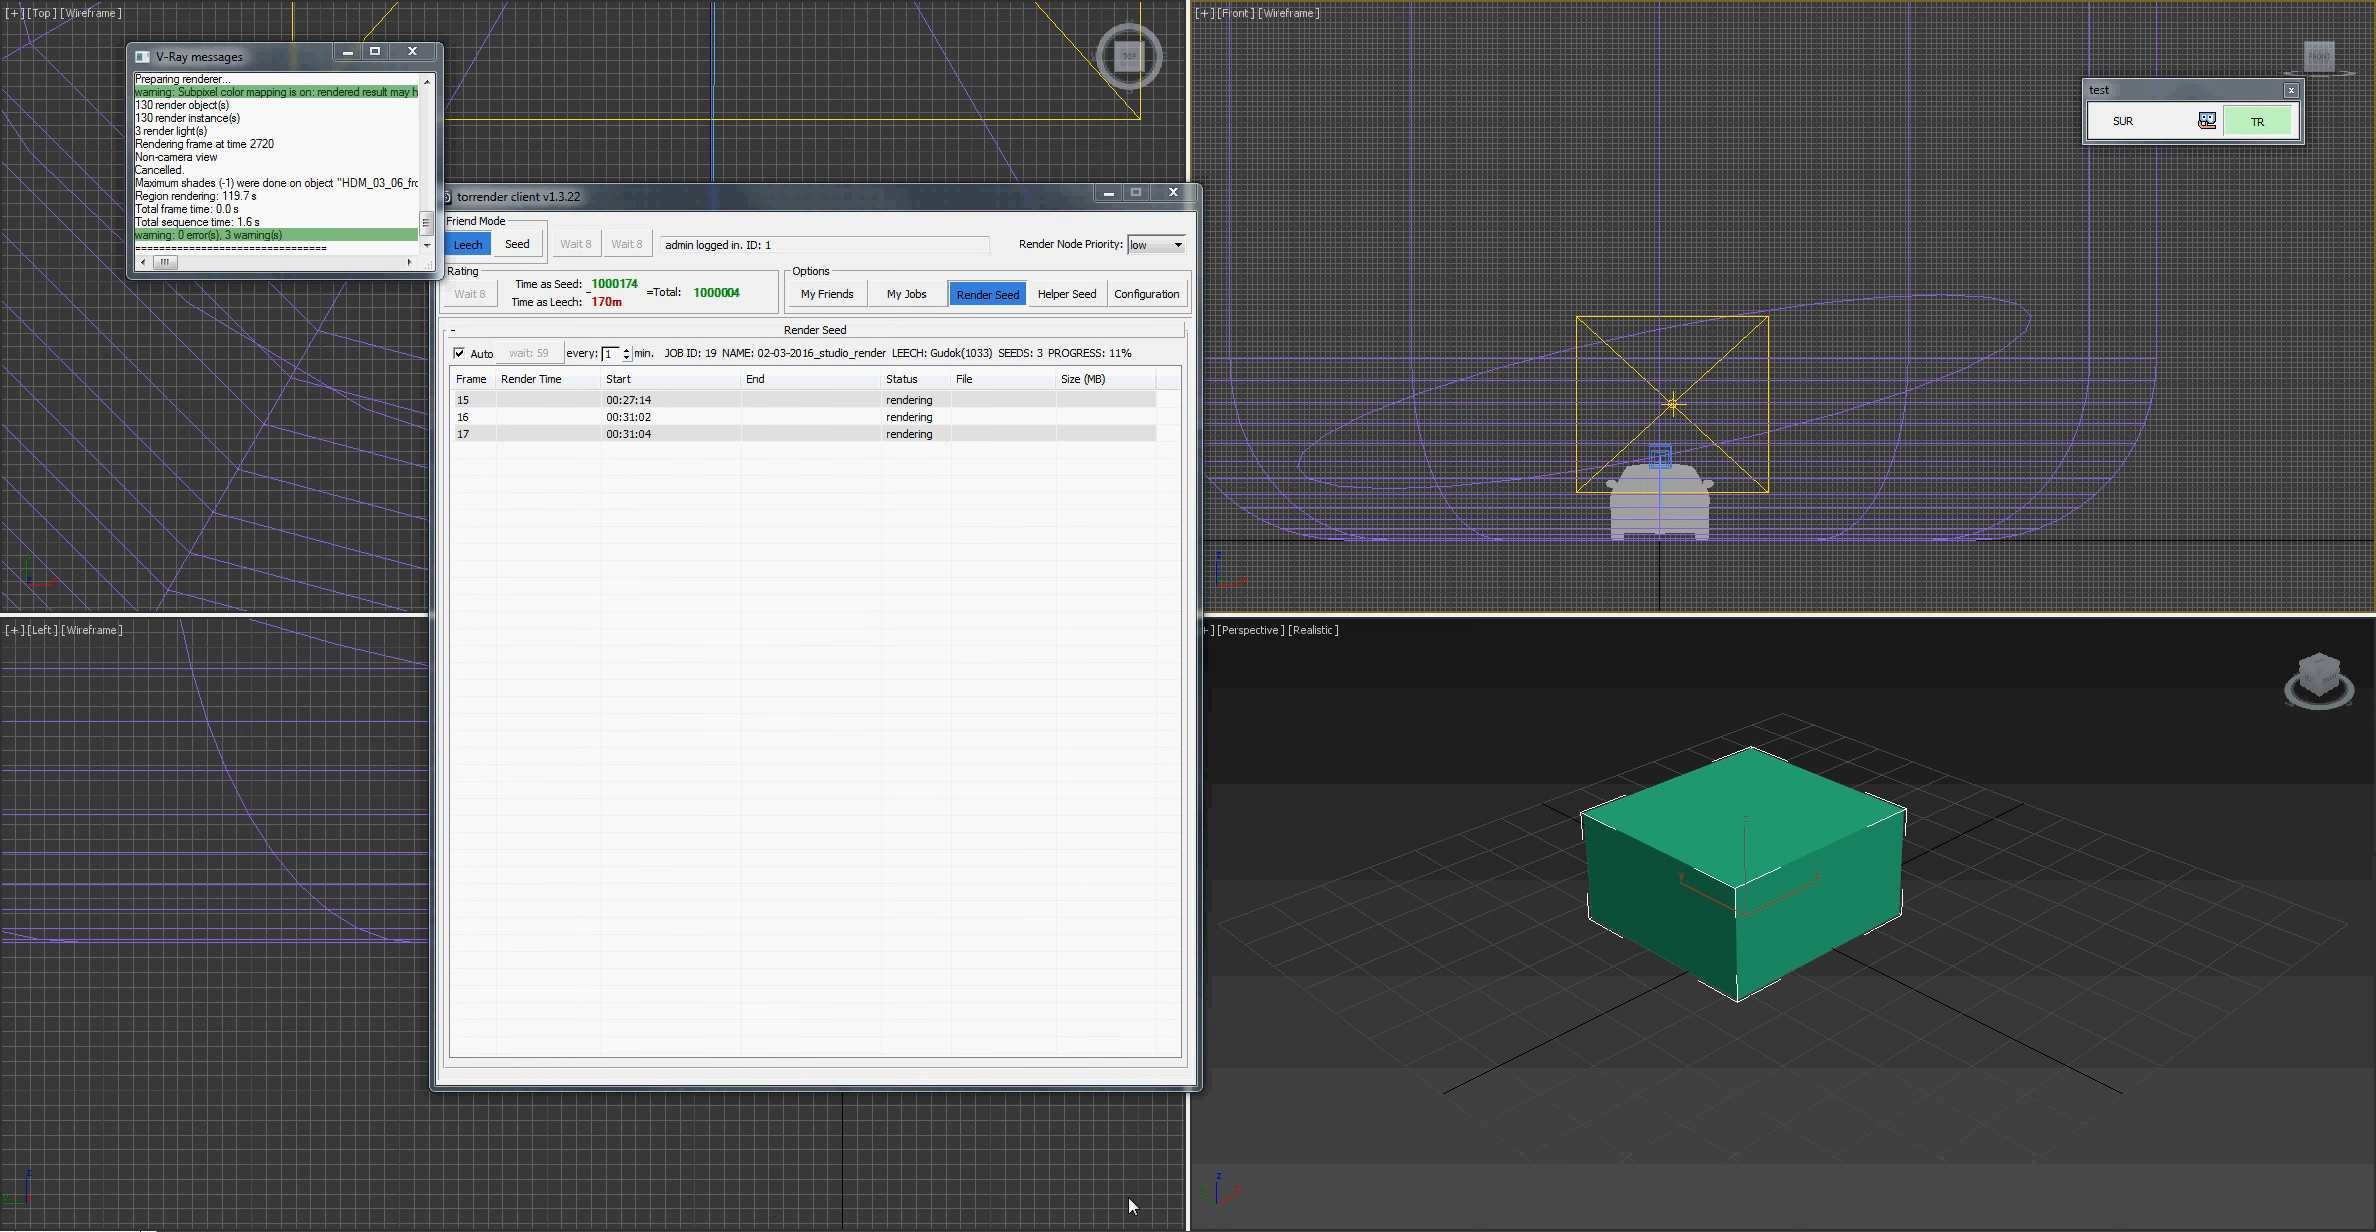 [+] [Top] [Wireframe]
TOP
[+] [Front] [Wireframe]
FRONT
V-Ray messages
Preparing renderer...
warning: Subpixel color mapping is on: rendered result may h
130 render object(s)
130 render instance(s)
3 render light(s)
Rendering frame at time 2720
Non-camera view
Cancelled.
Maximum shades (-1) were done on object "HDM_03_06_fro
Region rendering: 119.7 s
Total frame time: 0.0 s
Total sequence time: 1.6 s
warning: 0 error(s), 3 warning(s)
==============================
test
SUR TR
torrender client v1.3.22
Friend Mode
Leech Seed Wait 8 Wait 8 admin logged in. ID: 1 Render Node Priority: low
Rating
Wait 8
Time as Seed: 1000174
Time as Leech: 170m
- =Total: 1000004
Options
My Friends My Jobs Render Seed Helper Seed Configuration
- Render Seed
Auto wait: 59 every: 1 min. JOB ID: 19 NAME: 02-03-2016_studio_render LEECH: Gudok(1033) SEEDS: 3 PROGRESS: 11%
Frame Render Time Start End Status File Size (MB)
15 00:27:14 rendering
16 00:31:02 rendering
17 00:31:04 rendering
[+] [Left] [Wireframe]
+] [Perspective] [Realistic]